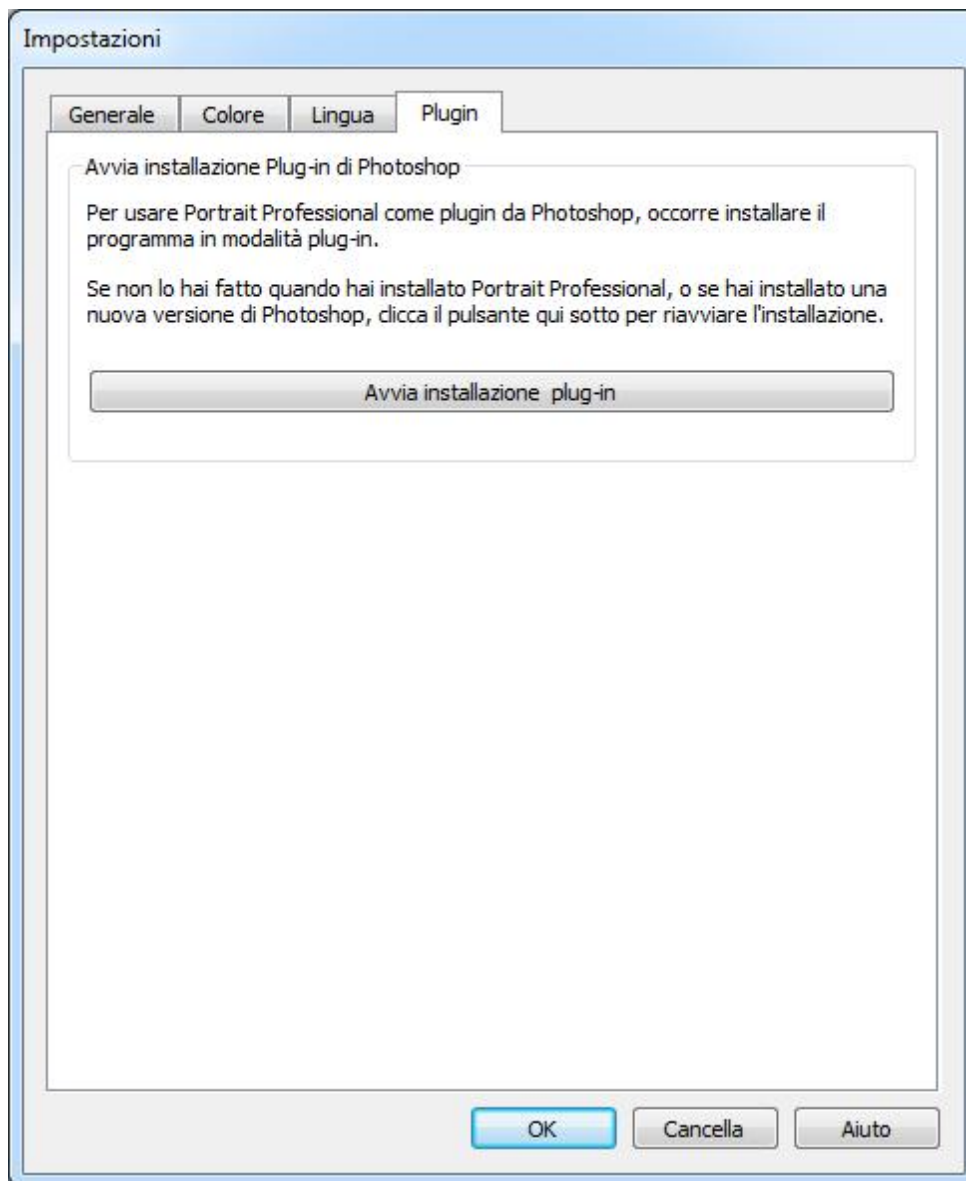 Impostazioni
Generale Colore Lingua Plugin
Avvia installazione Plug-in di Photoshop
Per usare Portrait Professional come plugin da Photoshop, occorre installare il
programma in modalità plug-in.
Se non lo hai fatto quando hai installato Portrait Professional, o se hai installato una
nuova versione di Photoshop, clicca il pulsante qui sotto per riavviare l'installazione.
Avvia installazione plug-in
OK Cancella Aiuto